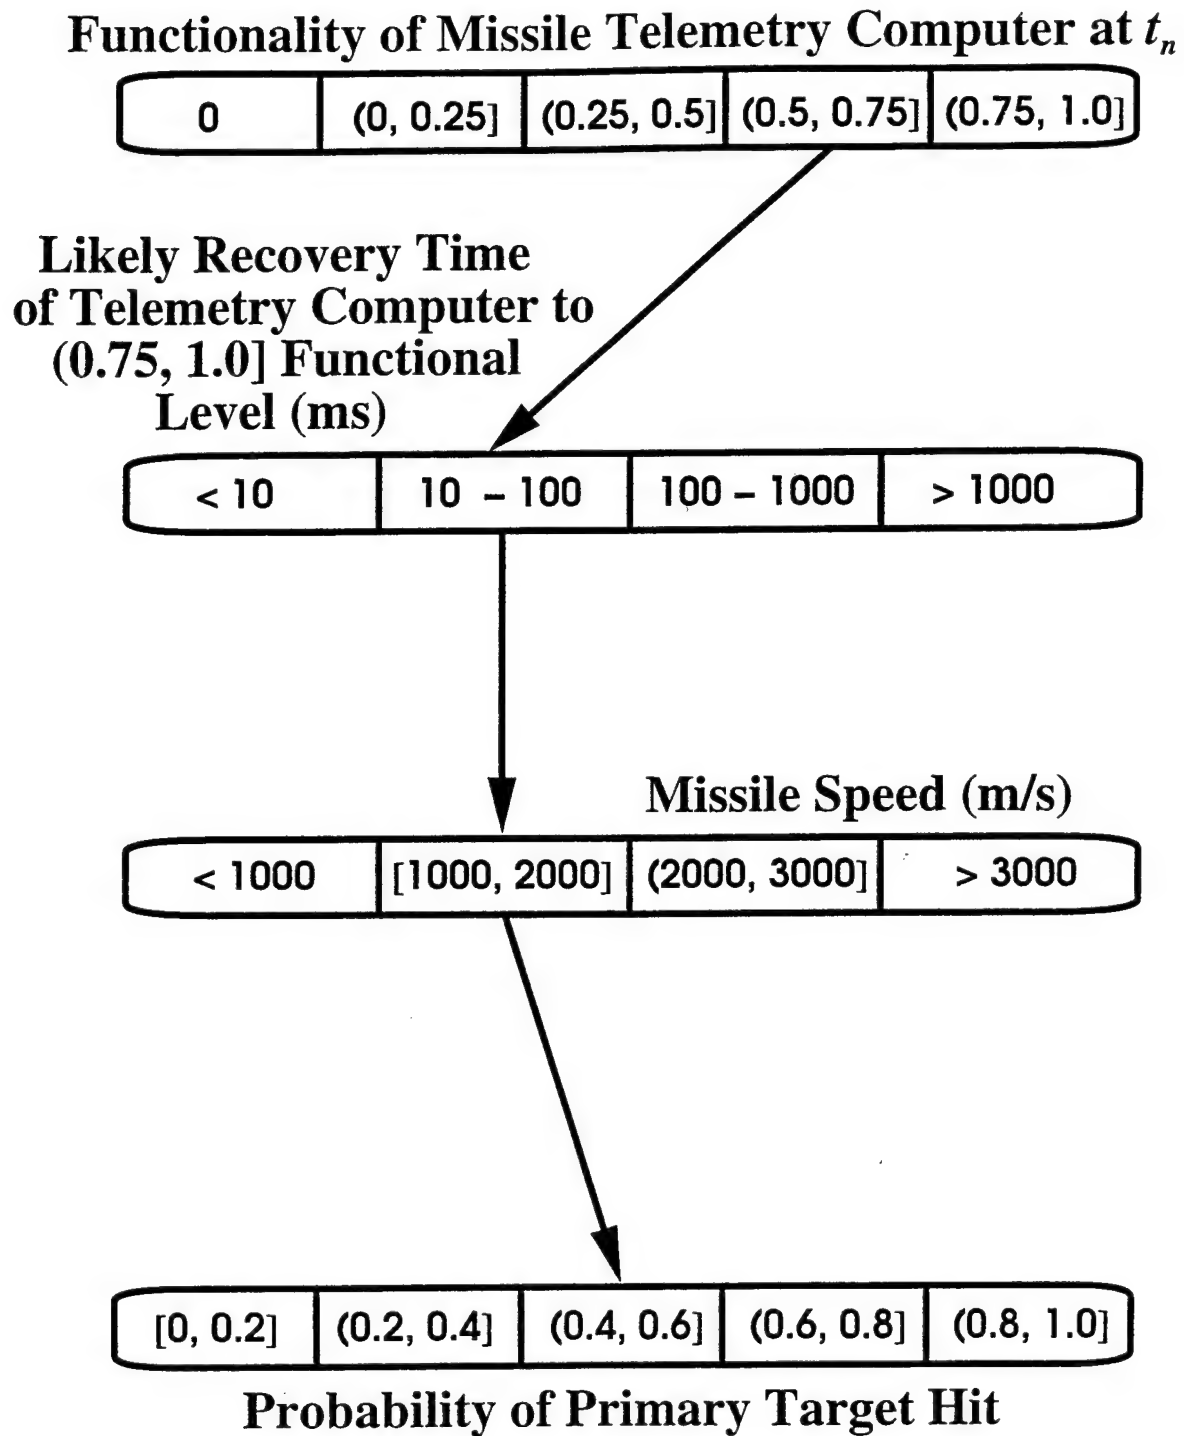 Functionality of Missile Telemetry Computer at tn
0 (0, 0.25] (0.25, 0.5] (0.5, 0.75] (0.75, 1.0]
Likely Recovery Time
of Telemetry Computer to
(0.75, 1.0] Functional
Level (ms)
< 10 10 – 100 100 – 1000 > 1000
Missile Speed (m/s)
< 1000 [1000, 2000] (2000, 3000] > 3000
[0, 0.2] (0.2, 0.4] (0.4, 0.6] (0.6, 0.8] (0.8, 1.0]
Probability of Primary Target Hit